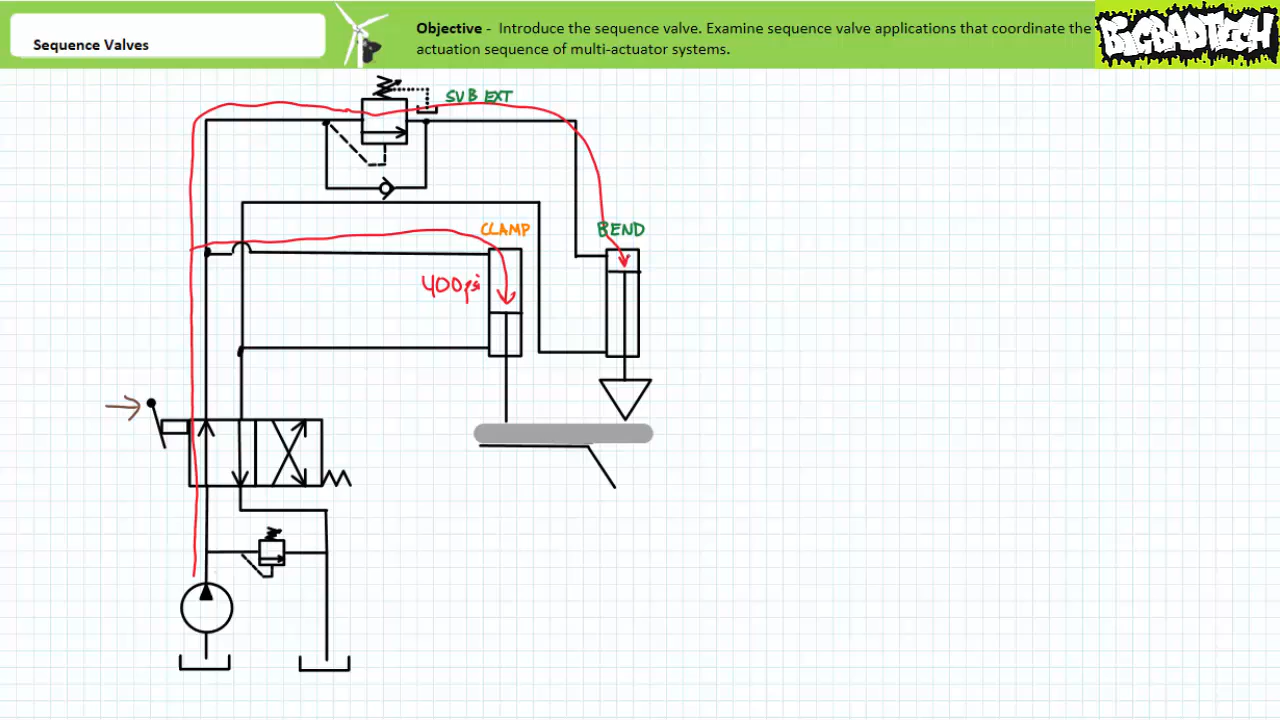 Sequence Valves
Objective - Introduce the sequence valve. Examine sequence valve applications that coordinate the
actuation sequence of multi-actuator systems.
BIGBADTECH
SUB EXT
CLAMP
BEND
400psi